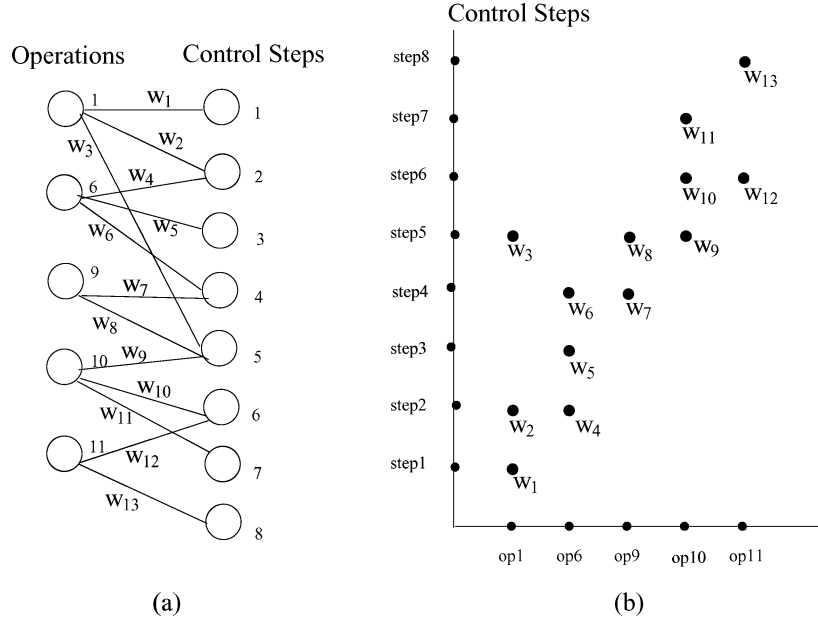 Operations
Control Steps
1
W1
1
W2
W3
2
6
W4
W5
3
W6
9
W7
4
W8
10
W9
5
W10
6
W11
11
W12
7
W13
8
(a)
Control Steps
step8
W13
step7
W11
step6
W10
W12
step5
W3
W8
W9
step4
W6
W7
step3
W5
step2
W2
W4
step1
W1
op1 op6 op9 op10 op11
(b)